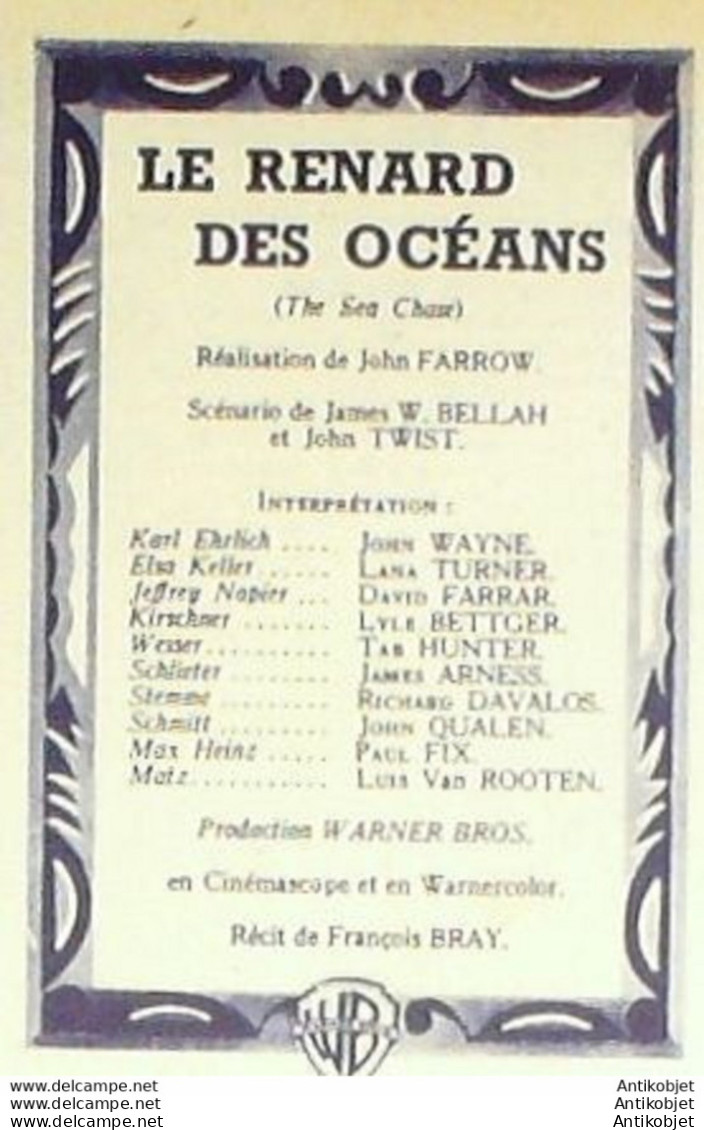 LE RENARD
DES OCÉANS
(The Sea Chase)
Réalisation de John FARROW.
Scénario de James W. BELLAH
et John TWIST.
INTERPRÉTATION :
Karl Ehrlich .... JOHN WAYNE.
Elsa Keller ...... LANA TURNER.
Jeffrey Napier ... DAVID FARRAR.
Kirschner ....... LYLE BETTGER.
Wesser........... TAB HUNTER.
Schlieter ........ JAMES ARNESS.
Stemme ......... RICHARD DAVALOS.
Schmitt ......... JOHN QUALEN.
Max Heinz ..... PAUL FIX.
Matz............ LUIS Van ROOTEN.
Production WARNER BROS.
en Cinémascope et en Warnercolor.
Récit de François BRAY.
WB
www.delcampe.net Antikobjet
www.delcampe.net Antikobjet
www.delcampe.net Antikobjet